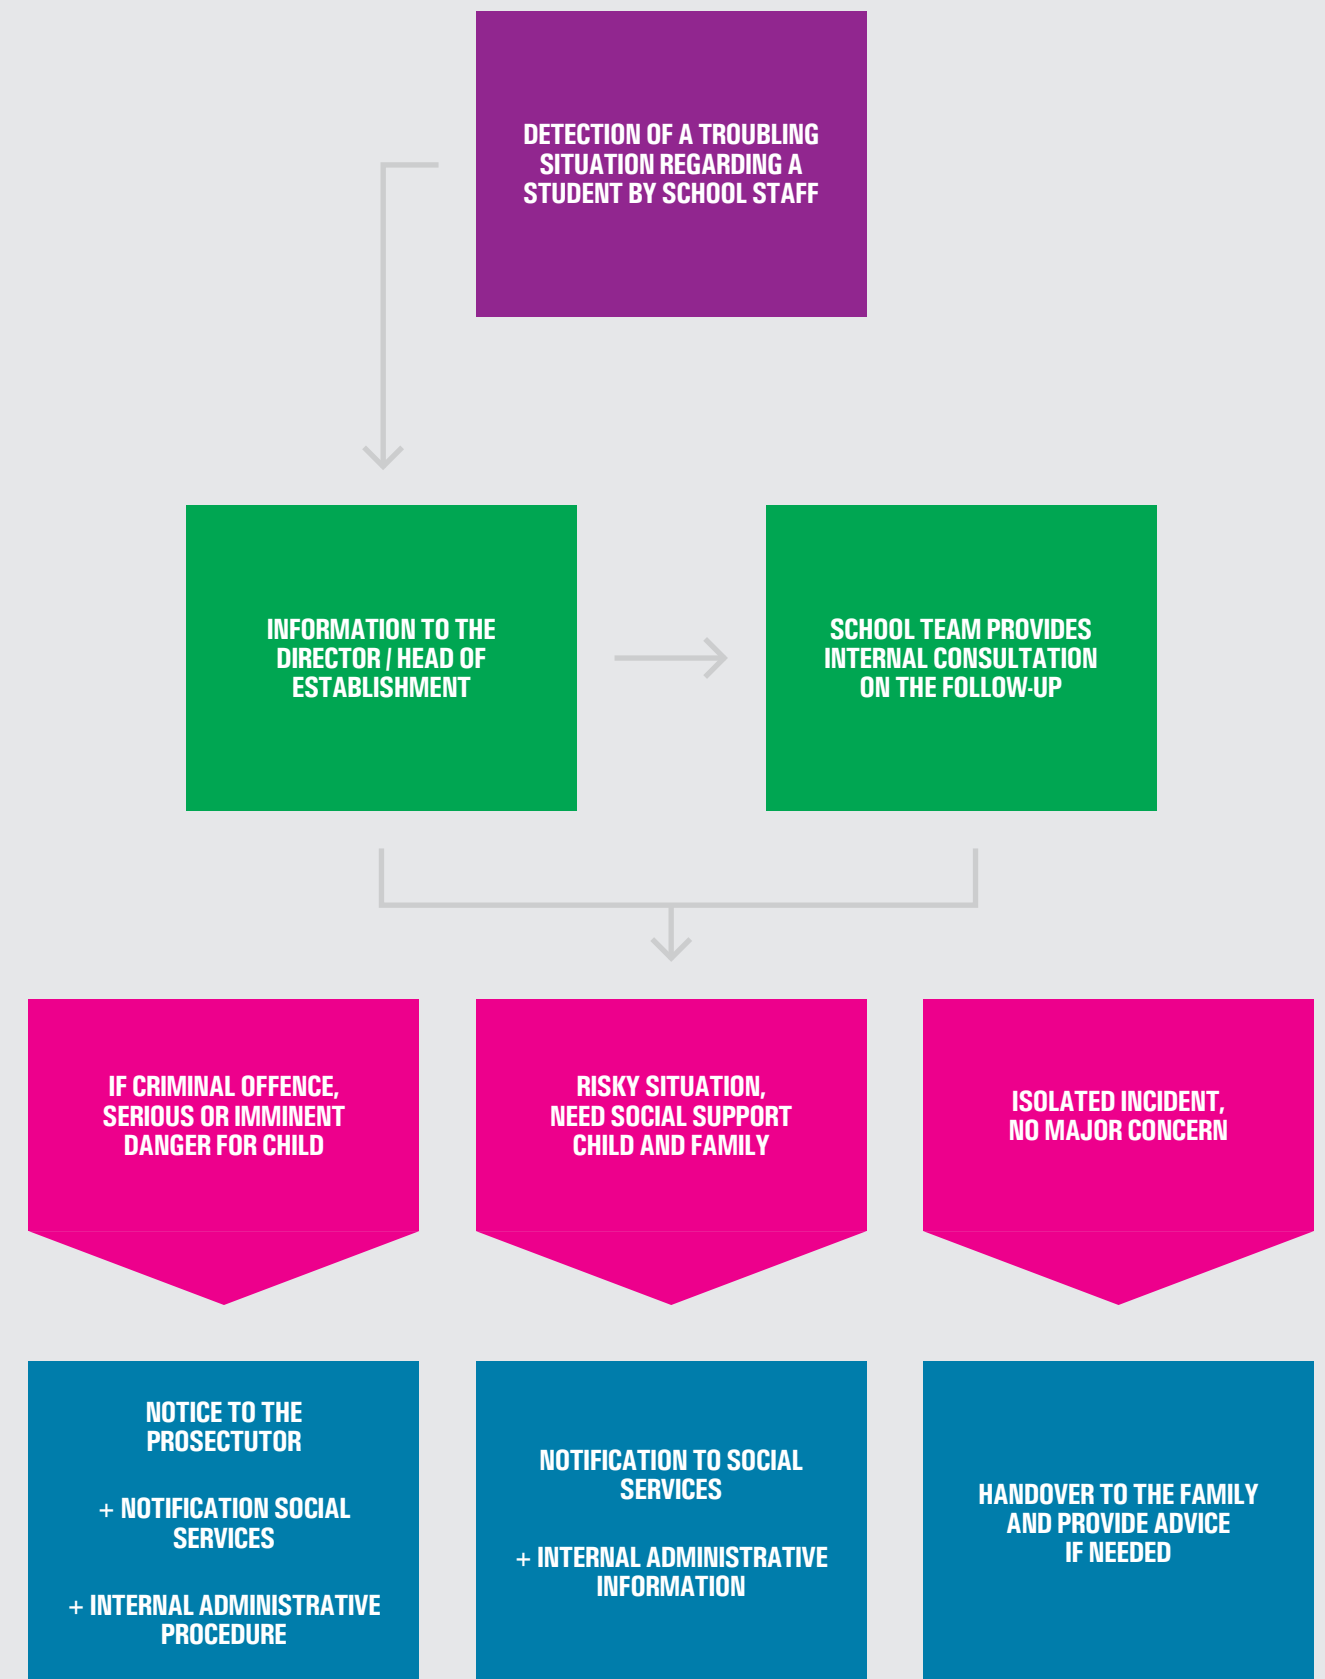 DETECTION OF A TROUBLING
SITUATION REGARDING A
STUDENT BY SCHOOL STAFF
INFORMATION TO THE
DIRECTOR / HEAD OF
ESTABLISHMENT
SCHOOL TEAM PROVIDES
INTERNAL CONSULTATION
ON THE FOLLOW-UP
IF CRIMINAL OFFENCE,
SERIOUS OR IMMINENT
DANGER FOR CHILD
RISKY SITUATION,
NEED SOCIAL SUPPORT
CHILD AND FAMILY
ISOLATED INCIDENT,
NO MAJOR CONCERN
NOTICE TO THE
PROSECTUTOR
+ NOTIFICATION SOCIAL
SERVICES
+ INTERNAL ADMINISTRATIVE
PROCEDURE
NOTIFICATION TO SOCIAL
SERVICES
+ INTERNAL ADMINISTRATIVE
INFORMATION
HANDOVER TO THE FAMILY
AND PROVIDE ADVICE
IF NEEDED